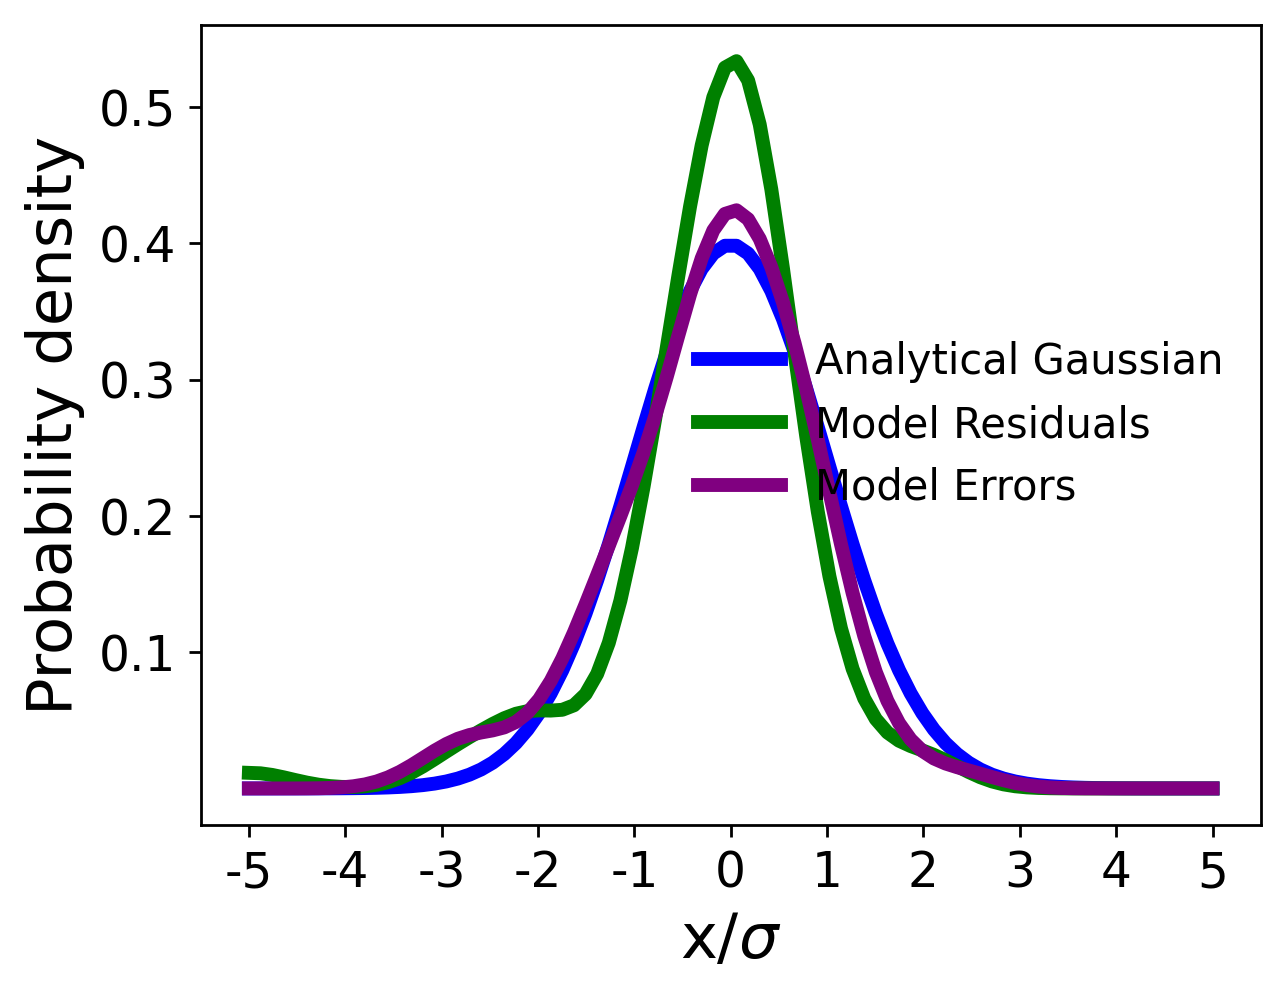 Probability density
0.5
0.4
0.3
0.2
0.1
Analytical Gaussian
Model Residuals
Model Errors
-5 -4 -3 -2 -1 0 1 2 3 4 5
x/σ